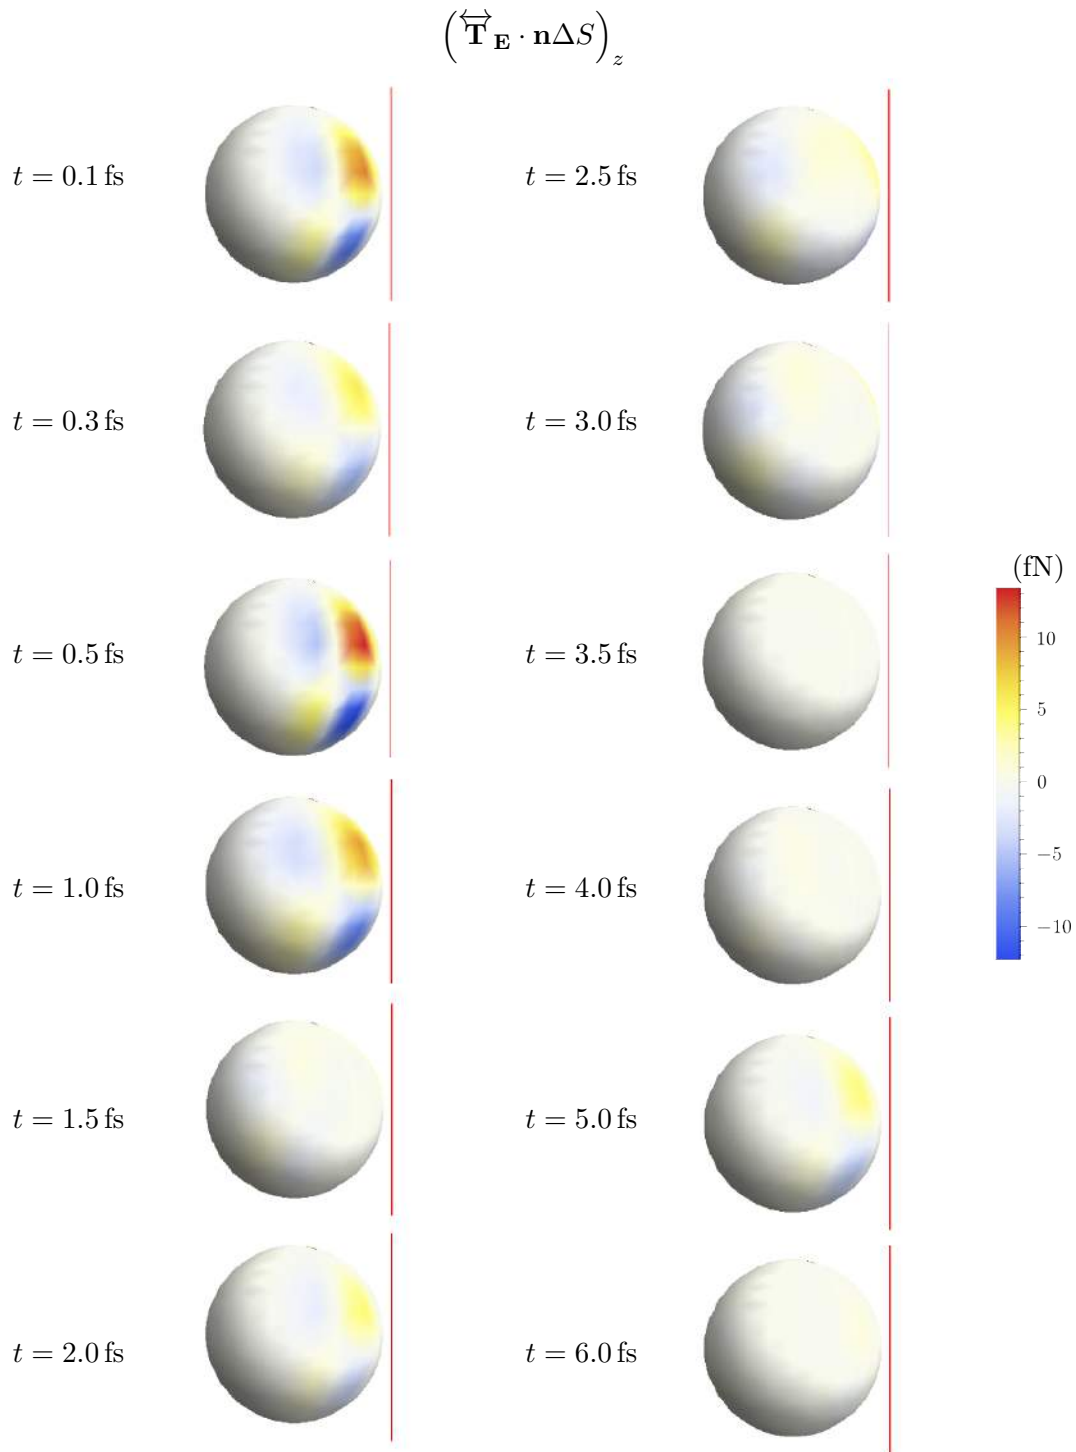 (T⃡_E · nΔS)_z
t = 0.1 fs
t = 0.3 fs
t = 0.5 fs
t = 1.0 fs
t = 1.5 fs
t = 2.0 fs
t = 2.5 fs
t = 3.0 fs
t = 3.5 fs
t = 4.0 fs
t = 5.0 fs
t = 6.0 fs
(fN)
10
5
0
−5
−10